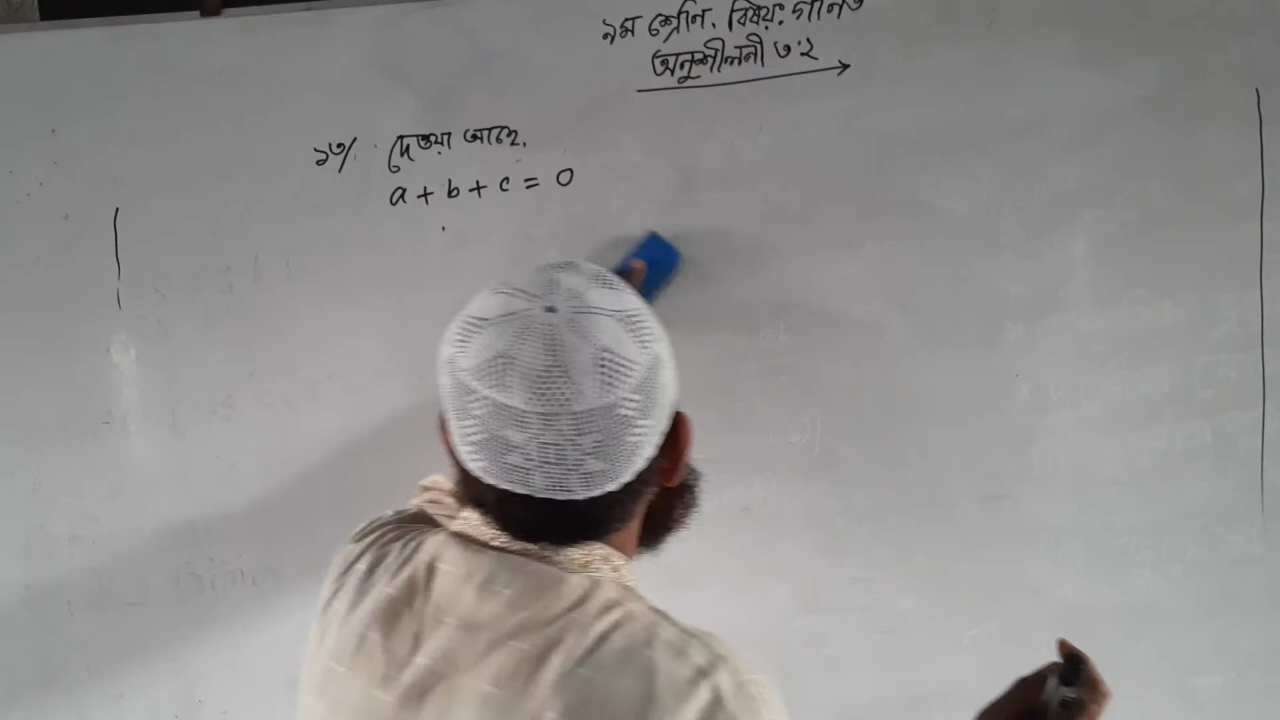 ৯ম শ্রেণি. বিষয়: গণিত
অনুশীলনী ৩.২
১৩/. দেওয়া আছে,
a + b + c = 0